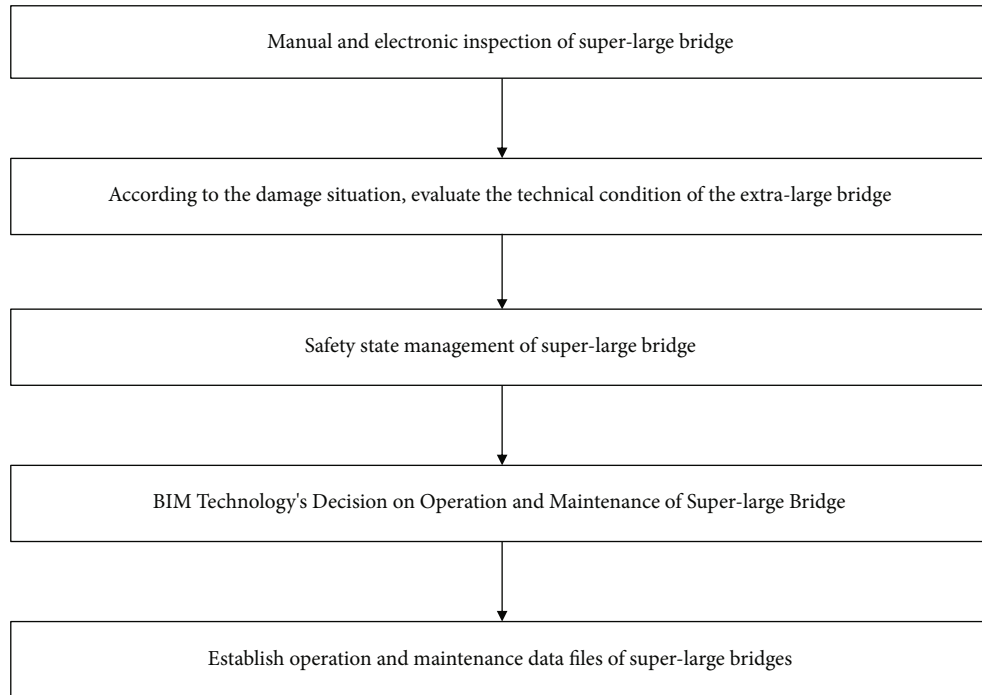 Manual and electronic inspection of super-large bridge
According to the damage situation, evaluate the technical condition of the extra-large bridge
Safety state management of super-large bridge
BIM Technology's Decision on Operation and Maintenance of Super-large Bridge
Establish operation and maintenance data files of super-large bridges